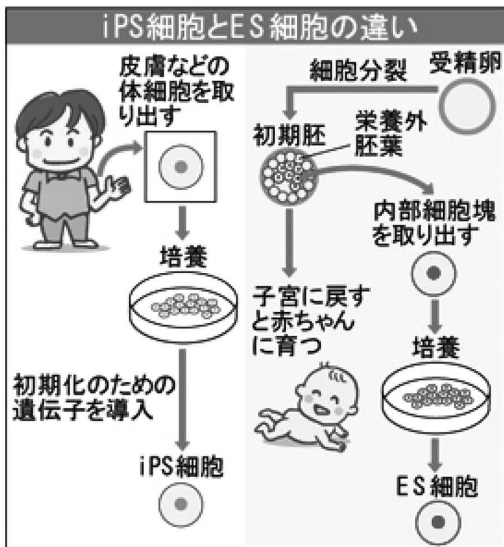 iPS細胞とES細胞の違い
皮膚などの
体細胞を取
り出す
培養
初期化のための
遺伝子を導入
iPS細胞
受精卵
細胞分裂
初期胚
栄養外
胚葉
内部細胞塊
を取り出す
子宮に戻す
と赤ちゃん
に育つ
培養
ES細胞